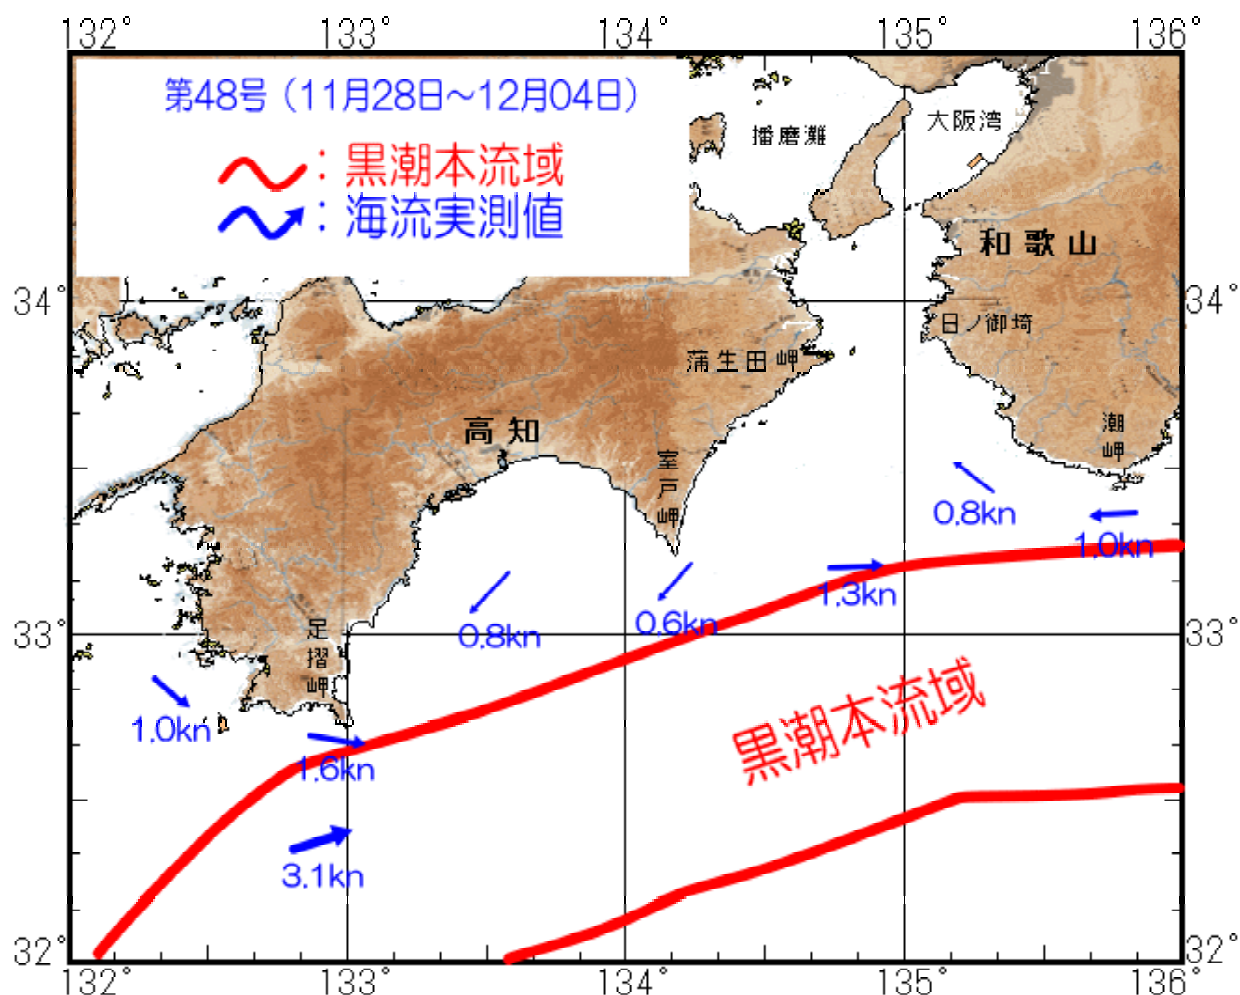 132° 133° 134° 135° 136°
第48号（11月28日～12月04日）
：黒潮本流域
：海流実測値
播磨灘
大阪湾
和歌山
34°
34°
日ノ御埼
蒲生田岬
高知
潮岬
室戸岬
0.8kn
1.0kn
1.3kn
0.8kn
0.6kn
33°
33°
足摺岬
1.0kn
1.6kn
黒潮本流域
3.1kn
32°
32°
132° 133° 134° 135° 136°